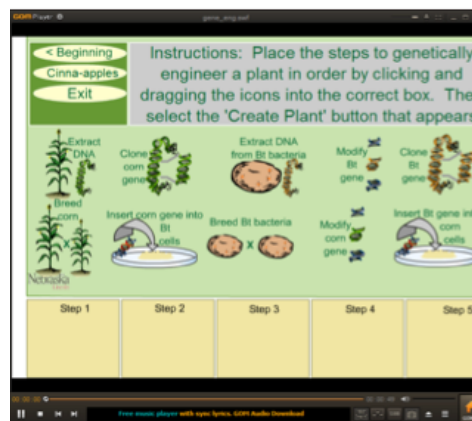 GOM Player
gene_eng.swf
< Beginning
Cinna-apples
Exit
Instructions: Place the steps to genetically
engineer a plant in order by clicking and
dragging the icons into the correct box. The
select the 'Create Plant' button that appears
Extract
DNA
Clone
corn
gene
Extract DNA
from Bt bacteria
Modify
Bt
gene
Clone
Bt
gene
Breed
corn
x
Insert corn gene into
Bt
cells
Breed Bt bacteria
x
Modify
corn
gene
Insert Bt gene into
corn
cells
Nebraska
Step 1
Step 2
Step 3
Step 4
Step 5
Free music player with sync lyrics. GOM Audio Download